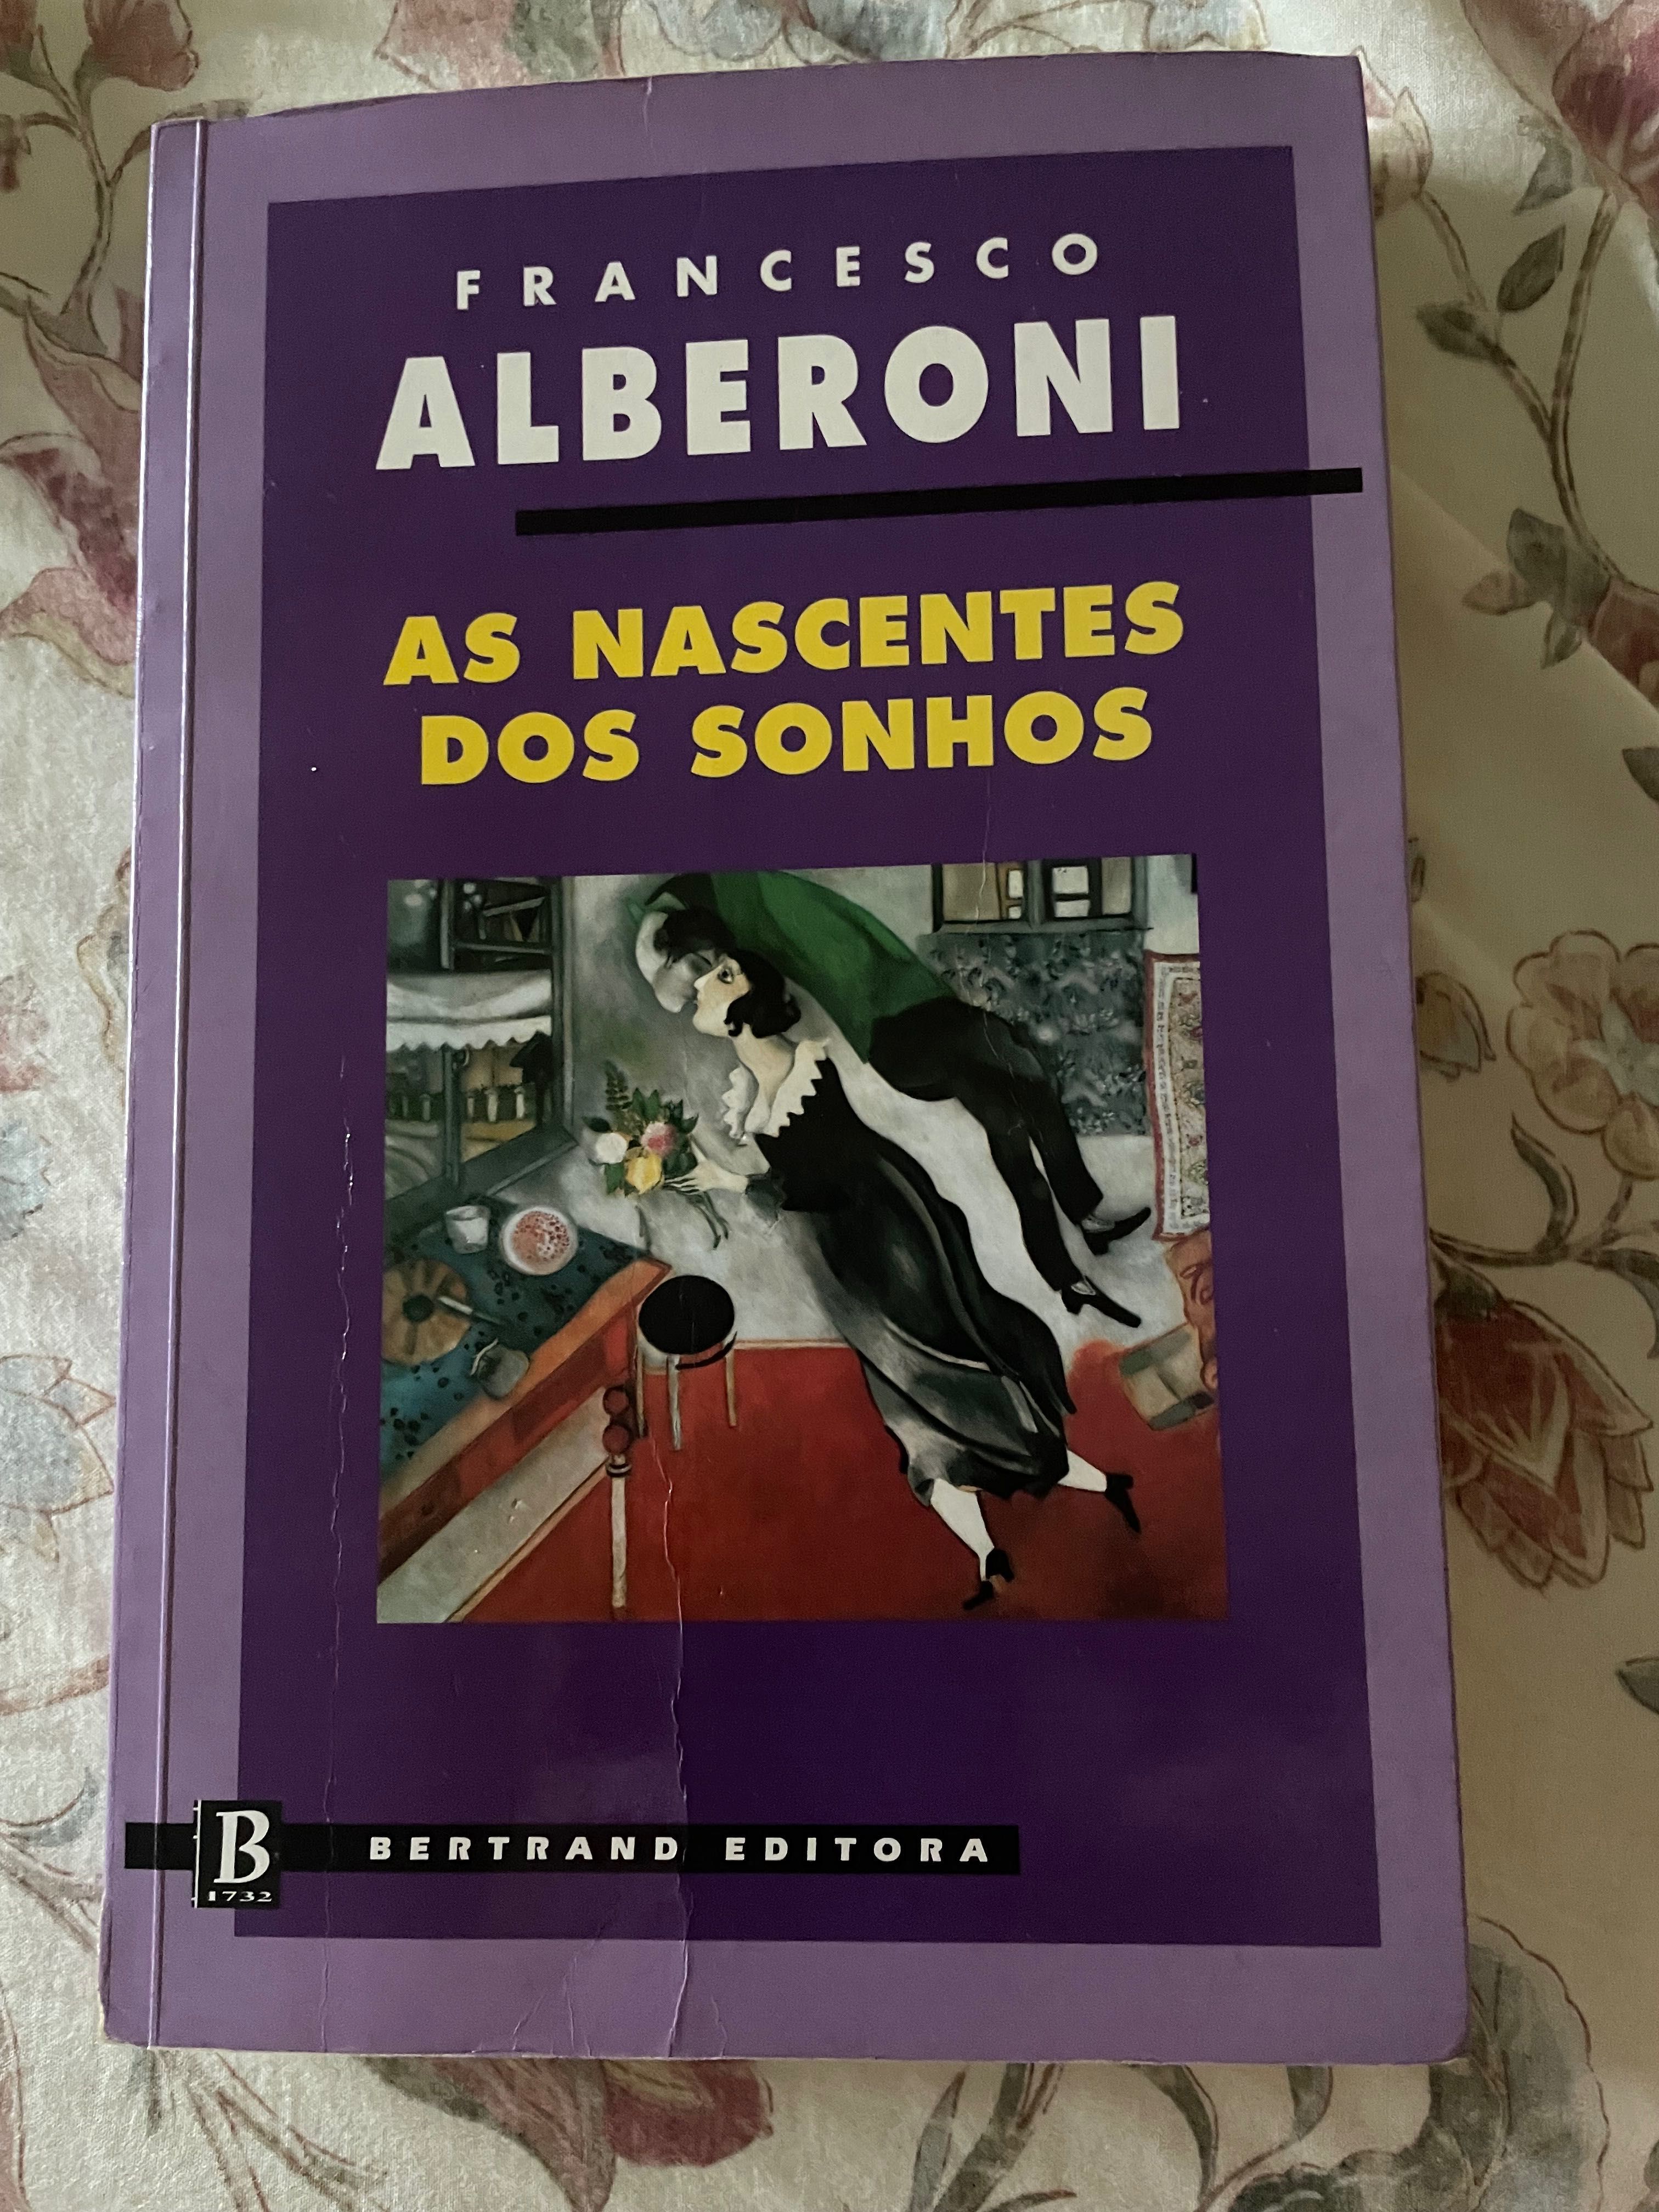 FRANCESCO
ALBERONI
AS NASCENTES
DOS SONHOS
B
1732
BERTRAND EDITORA